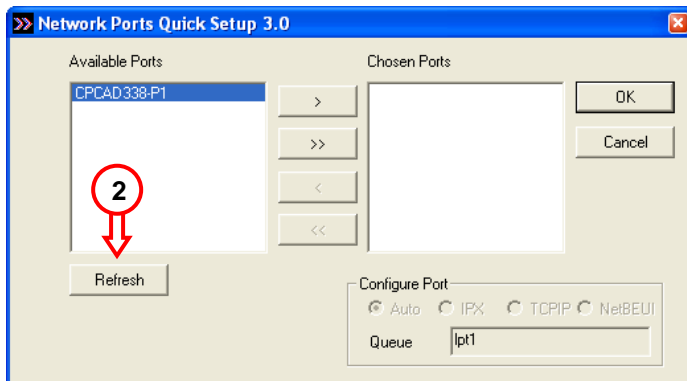 Network Ports Quick Setup 3.0
Available Ports
Chosen Ports
CPCAD338-P1
>
>>
<
<<
OK
Cancel
2
Refresh
Configure Port
Auto IPX TCPIP NetBEUI
Queue lpt1